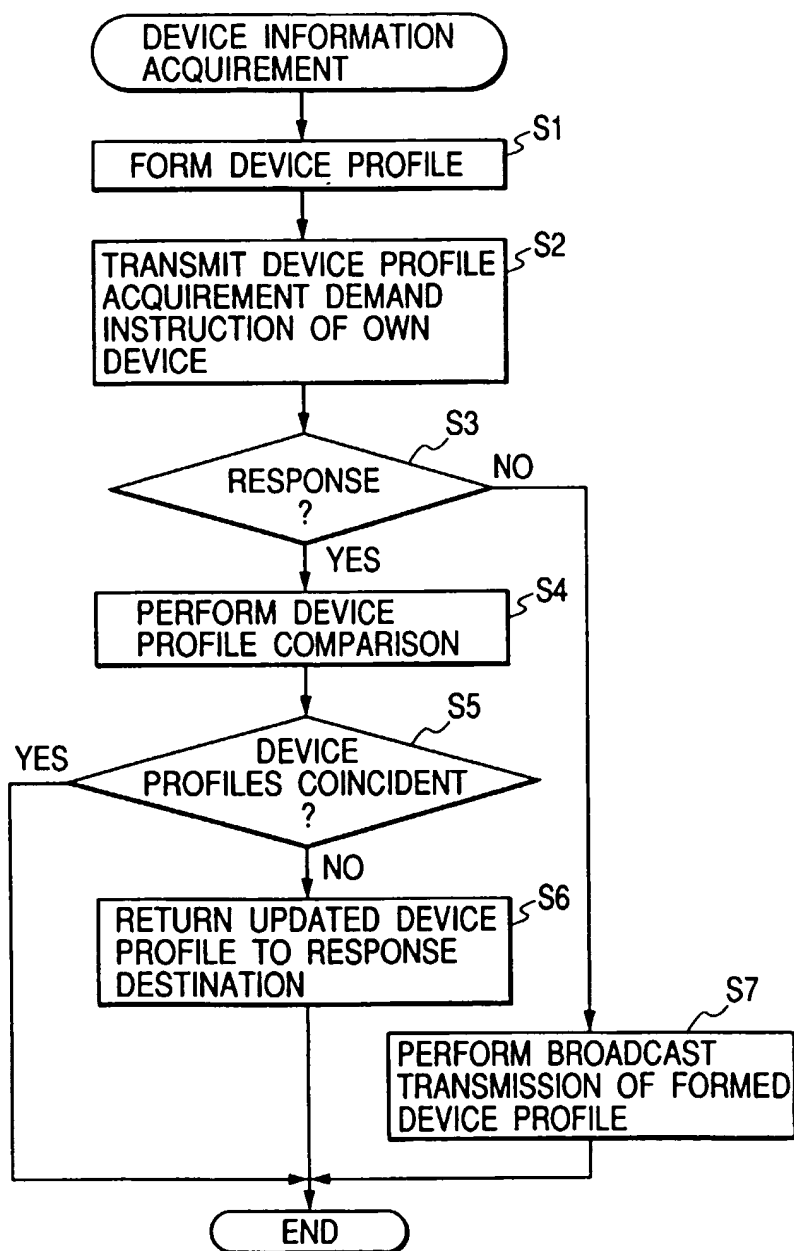 DEVICE INFORMATION
ACQUIREMENT
S1
FORM DEVICE PROFILE
S2
TRANSMIT DEVICE PROFILE
ACQUIREMENT DEMAND
INSTRUCTION OF OWN
DEVICE
S3
NO
RESPONSE
?
YES
S4
PERFORM DEVICE
PROFILE COMPARISON
S5
YES
DEVICE
PROFILES COINCIDENT
?
NO
S6
RETURN UPDATED DEVICE
PROFILE TO RESPONSE
DESTINATION
S7
PERFORM BROADCAST
TRANSMISSION OF FORMED
DEVICE PROFILE
END